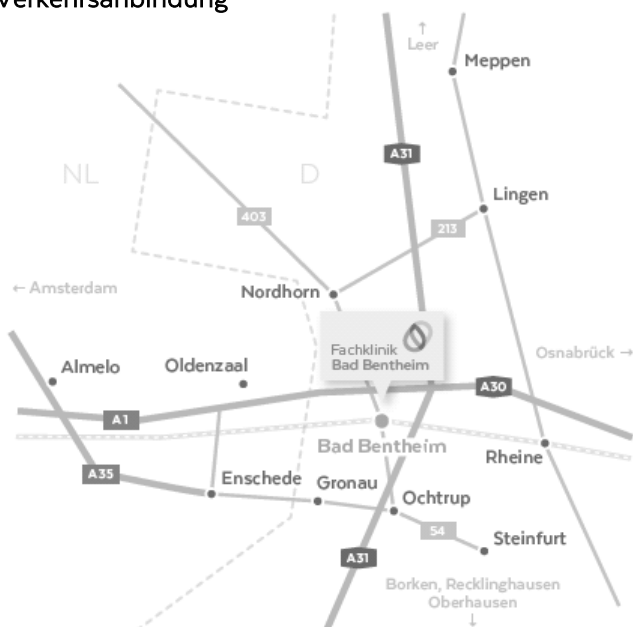 Verkehrsanbindung
↑
Leer
Meppen
A31
NL
D
Lingen
403
213
← Amsterdam
Nordhorn
Fachklinik
Bad Bentheim
Osnabrück →
Almelo
Oldenzaal
A30
A1
Bad Bentheim
Rheine
A35
Enschede
Gronau
Ochtrup
54
Steinfurt
A31
Borken, Recklinghausen
Oberhausen
↓